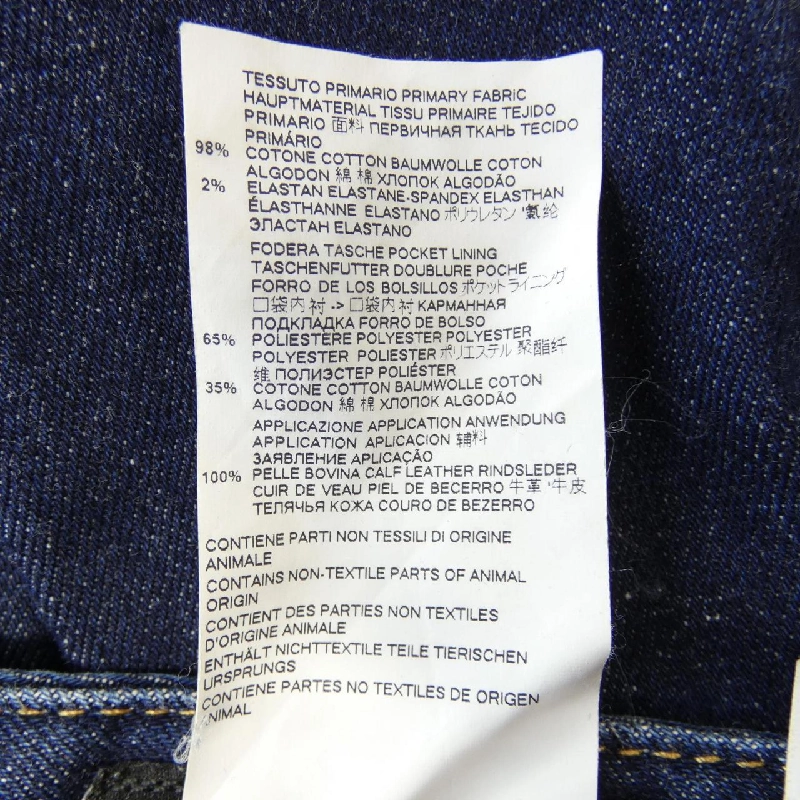 TESSUTO PRIMARIO PRIMARY FABRIC
HAUPTMATERIAL TISSU PRIMAIRE TEJIDO
PRIMARIO 面料 ПЕРВИЧНАЯ ТКАНЬ TECIDO
PRIMÁRIO
98% COTONE COTTON BAUMWOLLE COTON
ALGODON 綿 棉 ХЛОПОК ALGODÃO
2% ELASTAN ELASTANE-SPANDEX ELASTHAN
ÉLASTHANNE ELASTANO ポリウレタン '氨纶
ЭЛАСТАН ELASTANO
FODERA TASCHE POCKET LINING
TASCHENFUTTER DOUBLURE POCHE
FORRO DE LOS BOLSILLOS ポケットライニング
口袋内衬 -> 口袋内衬 КАРМАННАЯ
ПОДКЛАДКА FORRO DE BOLSO
65% POLIESTERE POLYESTER POLYESTER
POLYESTER POLIESTER ポリエステル 聚酯纤
维 ПОЛИЭСТЕР POLIÉSTER
35% COTONE COTTON BAUMWOLLE COTON
ALGODON 綿 棉 ХЛОПОК ALGODÃO
APPLICAZIONE APPLICATION ANWENDUNG
APPLICATION APLICACION 辅料
ЗАЯВЛЕНИЕ APLICAÇÃO
100% PELLE BOVINA CALF LEATHER RINDSLEDER
CUIR DE VEAU PIEL DE BECERRO 牛革 '牛皮
ТЕЛЯЧЬЯ КОЖА COURO DE BEZERRO
CONTIENE PARTI NON TESSILI DI ORIGINE
ANIMALE
CONTAINS NON-TEXTILE PARTS OF ANIMAL
ORIGIN
CONTIENT DES PARTIES NON TEXTILES
D'ORIGINE ANIMALE
ENTHÄLT NICHTTEXTILE TEILE TIERISCHEN
URSPRUNGS
CONTIENE PARTES NO TEXTILES DE ORIGEN
ANIMAL